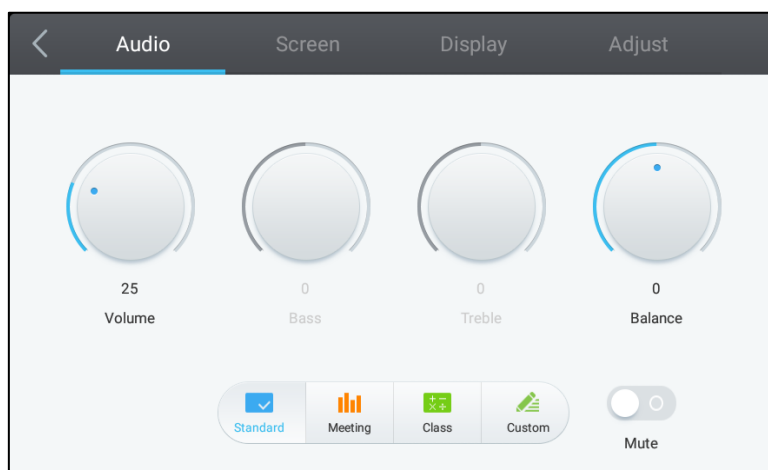 Audio Screen Display Adjust
25 0 0 0
Volume Bass Treble Balance
Standard Meeting Class Custom
Mute